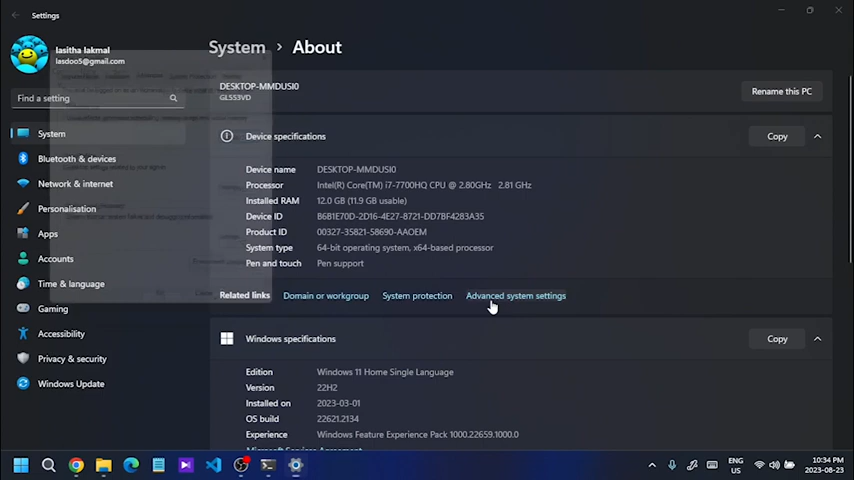 Settings
lasitha lakmal
lasdoo5@gmail.com
Find a setting
System
Bluetooth & devices
Network & internet
Personalisation
Apps
Accounts
Time & language
Gaming
Accessibility
Privacy & security
Windows Update
System > About
DESKTOP-MMDUSI0
GL553VD
Rename this PC
Device specifications
Copy
Device name DESKTOP-MMDUSI0
Processor Intel(R) Core(TM) i7-7700HQ CPU @ 2.80GHz 2.81 GHz
Installed RAM 12.0 GB (11.9 GB usable)
Device ID B6B1E70D-2D16-4E27-8721-DD7BF4283A35
Product ID 00327-35821-58690-AAOEM
System type 64-bit operating system, x64-based processor
Pen and touch Pen support
Related links Domain or workgroup System protection Advanced system settings
Windows specifications
Copy
Edition Windows 11 Home Single Language
Version 22H2
Installed on 2023-03-01
OS build 22621.2134
Experience Windows Feature Experience Pack 1000.22659.1000.0
Microsoft Services Agreement
ENG
US
10:34 PM
2023-08-23